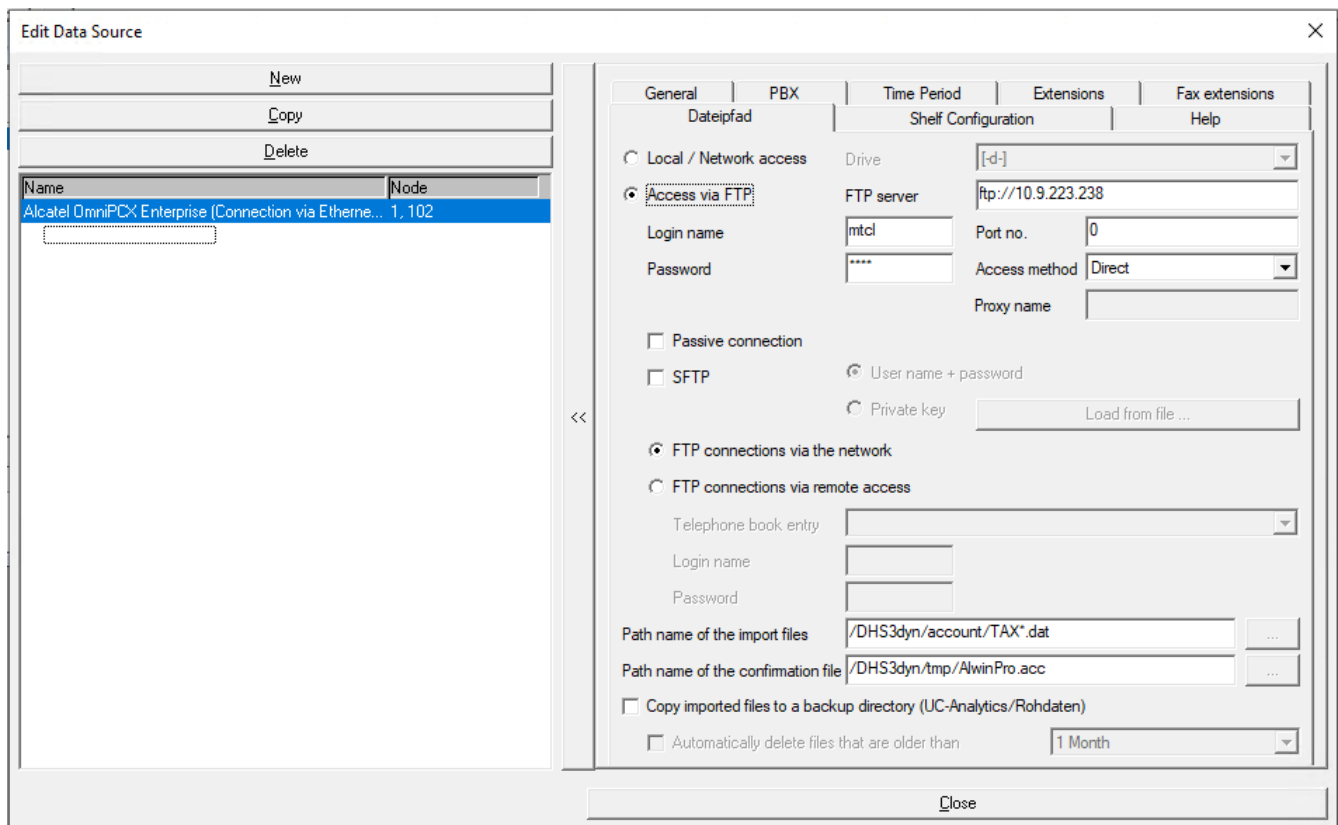 Edit Data Source
New
Copy
Delete
Name Node
Alcatel OmniPCX Enterprise (Connection via Etherne... 1, 102
<<
General PBX Time Period Extensions Fax extensions
Dateipfad Shelf Configuration Help
Local / Network access Drive [-d-]
Access via FTP FTP server ftp://10.9.223.238
Login name mtcl Port no. 0
Password **** Access method Direct
Proxy name
Passive connection
SFTP User name + password
Private key Load from file ...
FTP connections via the network
FTP connections via remote access
Telephone book entry
Login name
Password
Path name of the import files /DHS3dyn/account/TAX*.dat ...
Path name of the confirmation file /DHS3dyn/tmp/AlwinPro.acc ...
Copy imported files to a backup directory (UC-Analytics/Rohdaten)
Automatically delete files that are older than 1 Month
Close